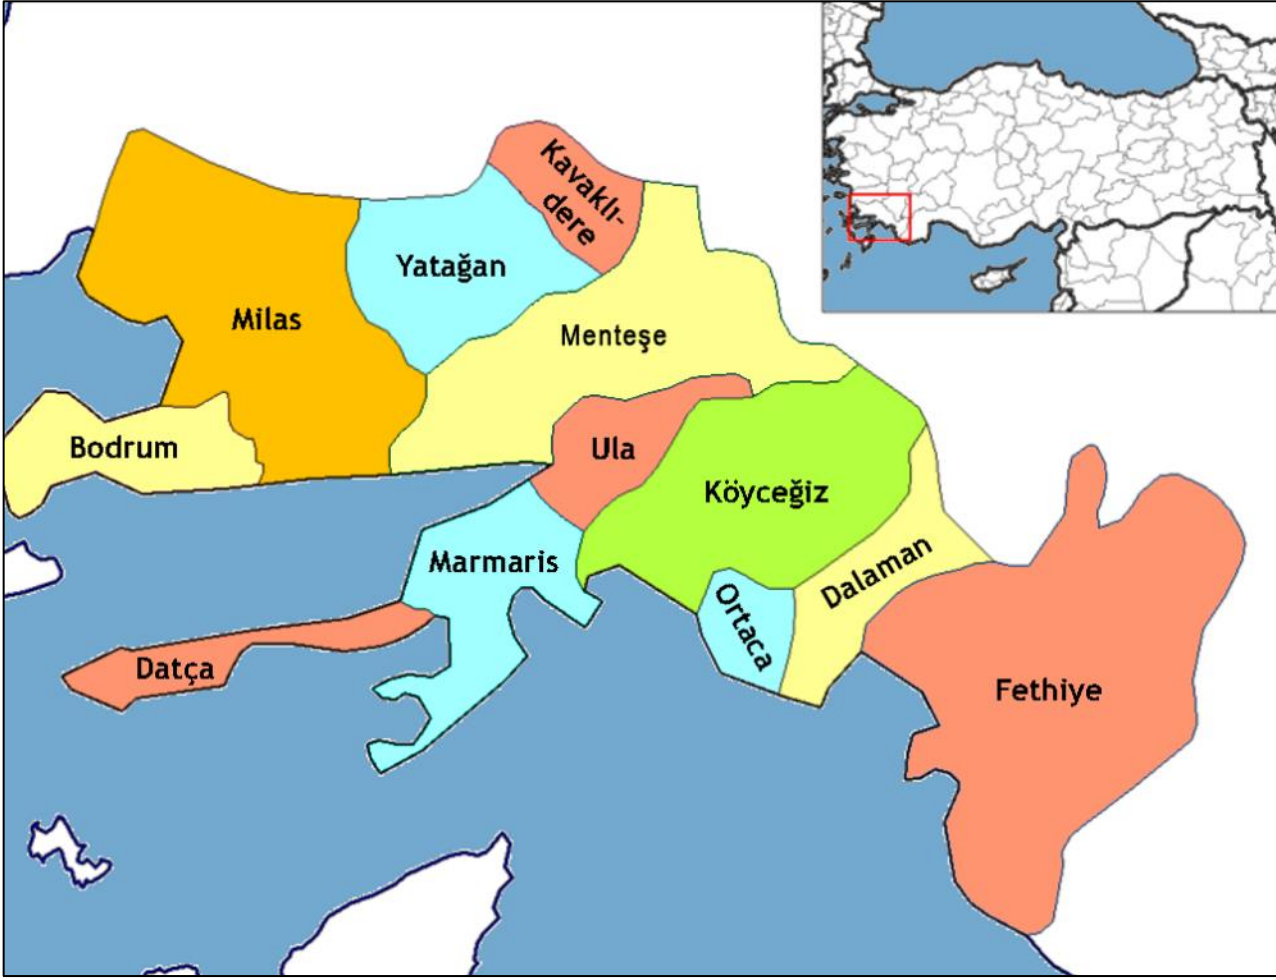 Kavaklı-
dere
Yatağan
Milas
Menteşe
Bodrum
Ula
Köyceğiz
Marmaris
Dalaman
Ortaca
Datça
Fethiye